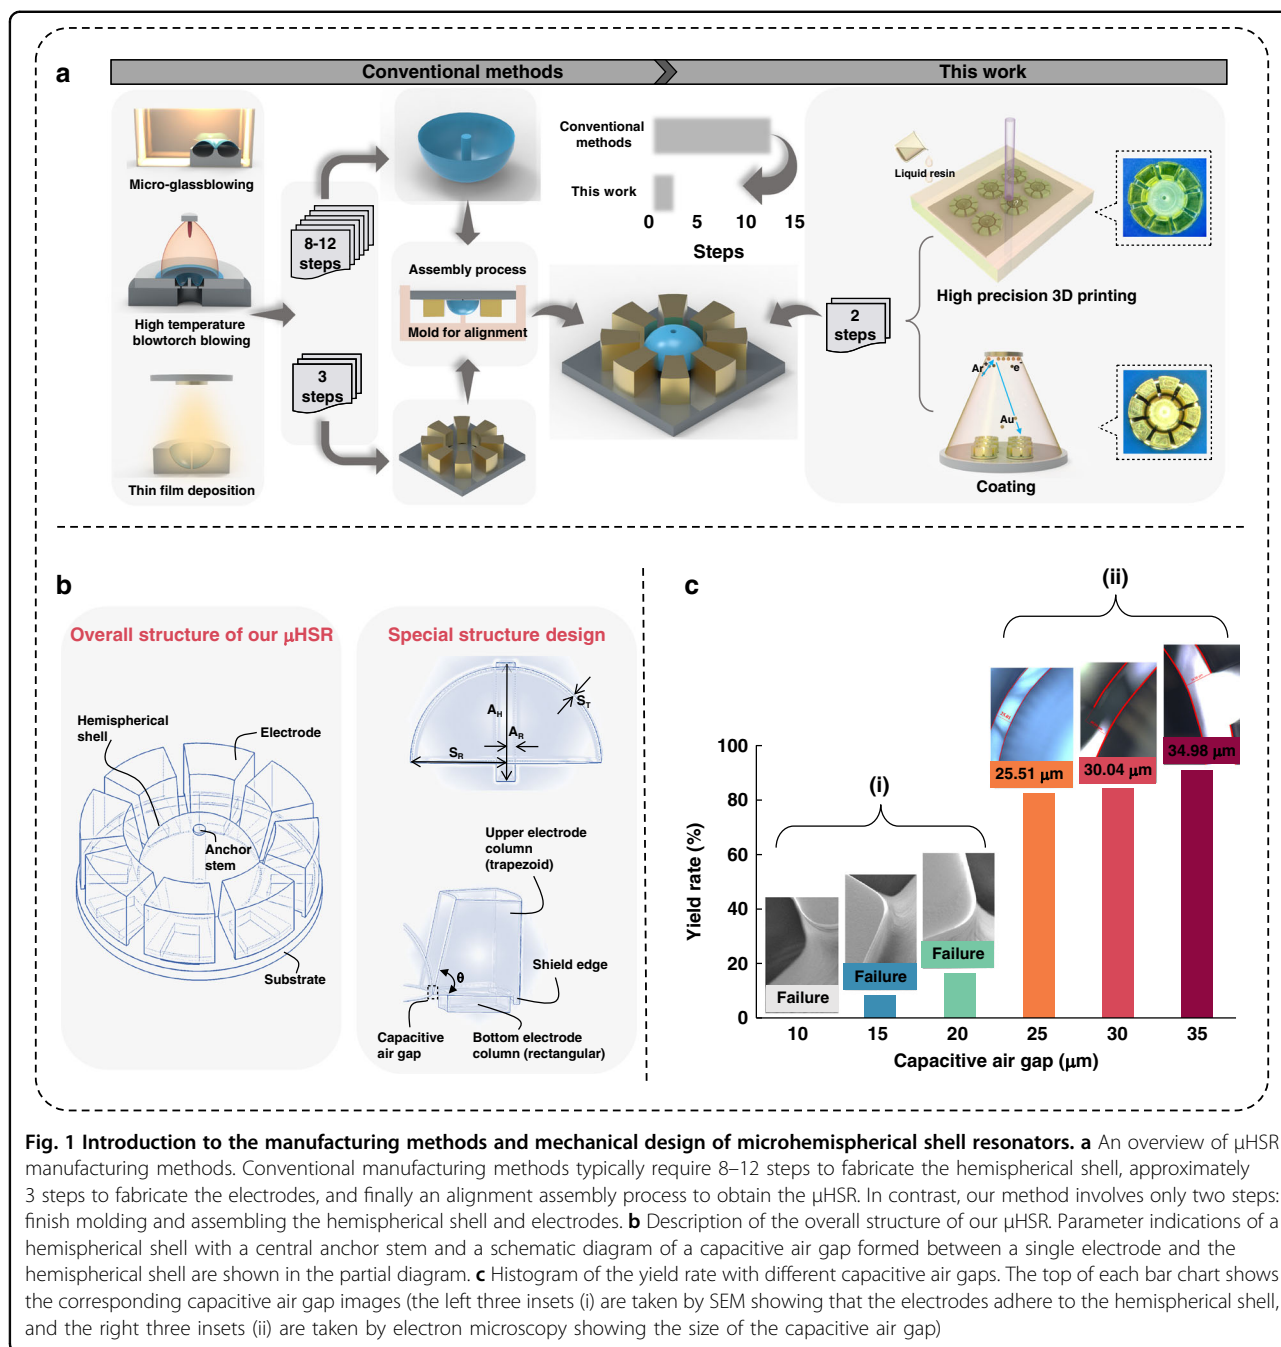 a
Conventional methods
This work
Micro-glassblowing
High temperature
blowtorch blowing
Thin film deposition
8-12
steps
3
steps
Assembly process
Mold for alignment
Conventional
methods
This work
0 5 10 15
Steps
2
steps
Liquid resin
High precision 3D printing
Ar
e
Au
Coating
b
Overall structure of our μHSR
Hemispherical
shell
Electrode
Anchor
stem
Substrate
Special structure design
A_H
A_R
S_R
S_T
Upper electrode
column
(trapezoid)
θ
Shield edge
Capacitive
air gap
Bottom electrode
column (rectangular)
c
(ii)
(i)
25.51 μm
30.04 μm
34.98 μm
Failure
Failure
Failure
Yield rate (%)
100
80
60
40
20
0
10 15 20 25 30 35
Capacitive air gap (μm)
Fig. 1 Introduction to the manufacturing methods and mechanical design of microhemispherical shell resonators. a An overview of μHSR
manufacturing methods. Conventional manufacturing methods typically require 8–12 steps to fabricate the hemispherical shell, approximately
3 steps to fabricate the electrodes, and finally an alignment assembly process to obtain the μHSR. In contrast, our method involves only two steps:
finish molding and assembling the hemispherical shell and electrodes. b Description of the overall structure of our μHSR. Parameter indications of a
hemispherical shell with a central anchor stem and a schematic diagram of a capacitive air gap formed between a single electrode and the
hemispherical shell are shown in the partial diagram. c Histogram of the yield rate with different capacitive air gaps. The top of each bar chart shows
the corresponding capacitive air gap images (the left three insets (i) are taken by SEM showing that the electrodes adhere to the hemispherical shell,
and the right three insets (ii) are taken by electron microscopy showing the size of the capacitive air gap)